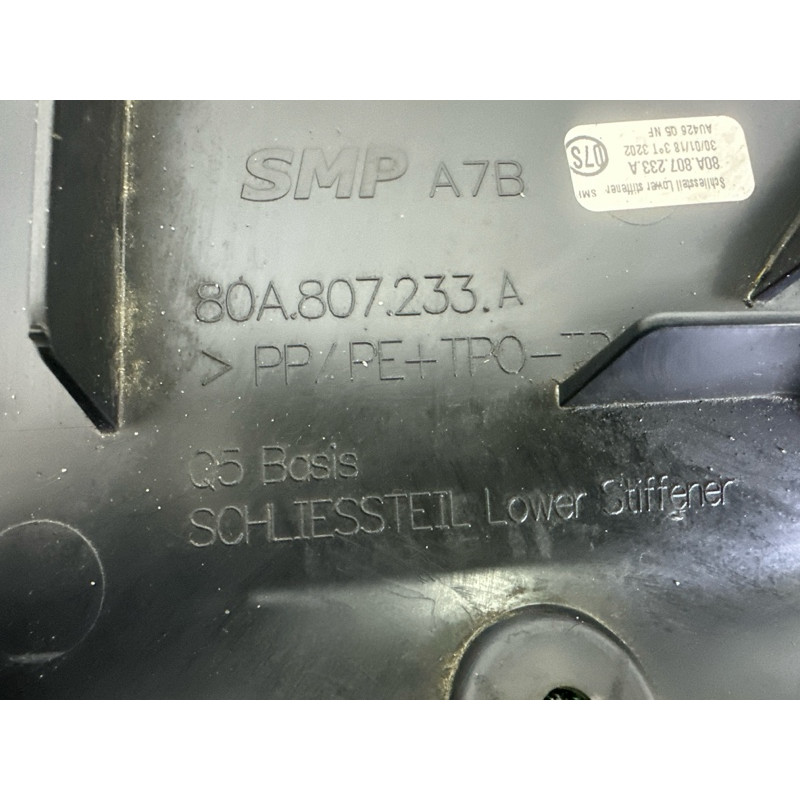 SMP A7B
80A.807.233.A
> PP/PE+TPO-
Q5 Basis
SCHLIESSTEIL Lower Stiffener
Schliessteil Lower stiffener SMI
80A.807.233.A
30/01/18 3°T 3202
AU426 Q5 NF
07S